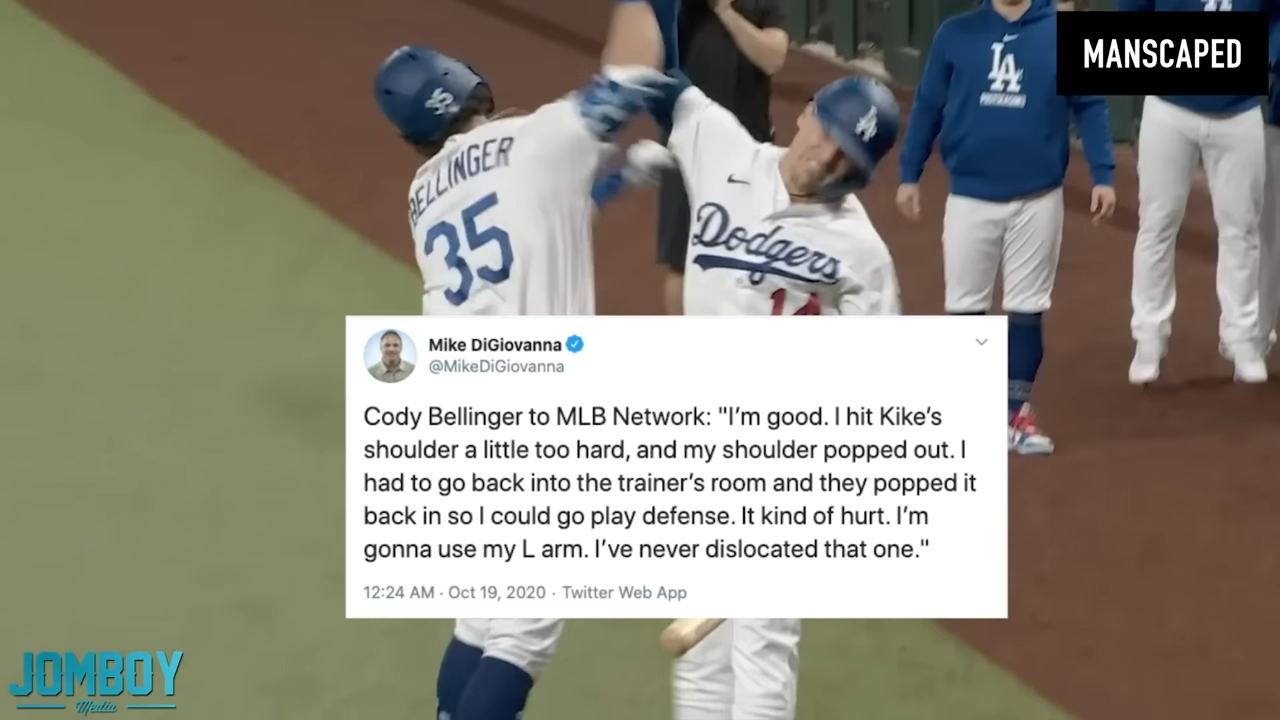 MANSCAPED
LA
POSTSEASON
35
BELLINGER
35
LA
Dodgers
Mike DiGiovanna
@MikeDiGiovanna
Cody Bellinger to MLB Network: "I’m good. I hit Kike’s
shoulder a little too hard, and my shoulder popped out. I
had to go back into the trainer’s room and they popped it
back in so I could go play defense. It kind of hurt. I’m
gonna use my L arm. I’ve never dislocated that one."
12:24 AM · Oct 19, 2020 · Twitter Web App
JOMBOY
Media